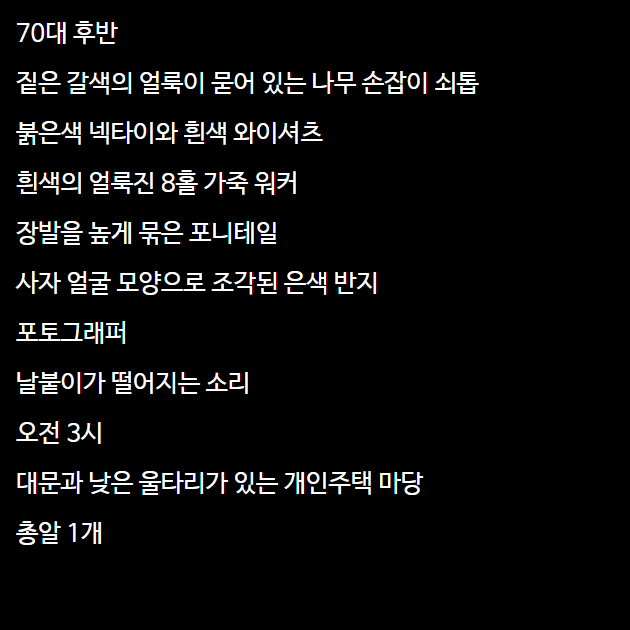 70대 후반
짙은 갈색의 얼룩이 묻어 있는 나무 손잡이 쇠톱
붉은색 넥타이와 흰색 와이셔츠
흰색의 얼룩진 8홀 가죽 워커
장발을 높게 묶은 포니테일
사자 얼굴 모양으로 조각된 은색 반지
포토그래퍼
날붙이가 떨어지는 소리
오전 3시
대문과 낮은 울타리가 있는 개인주택 마당
총알 1개